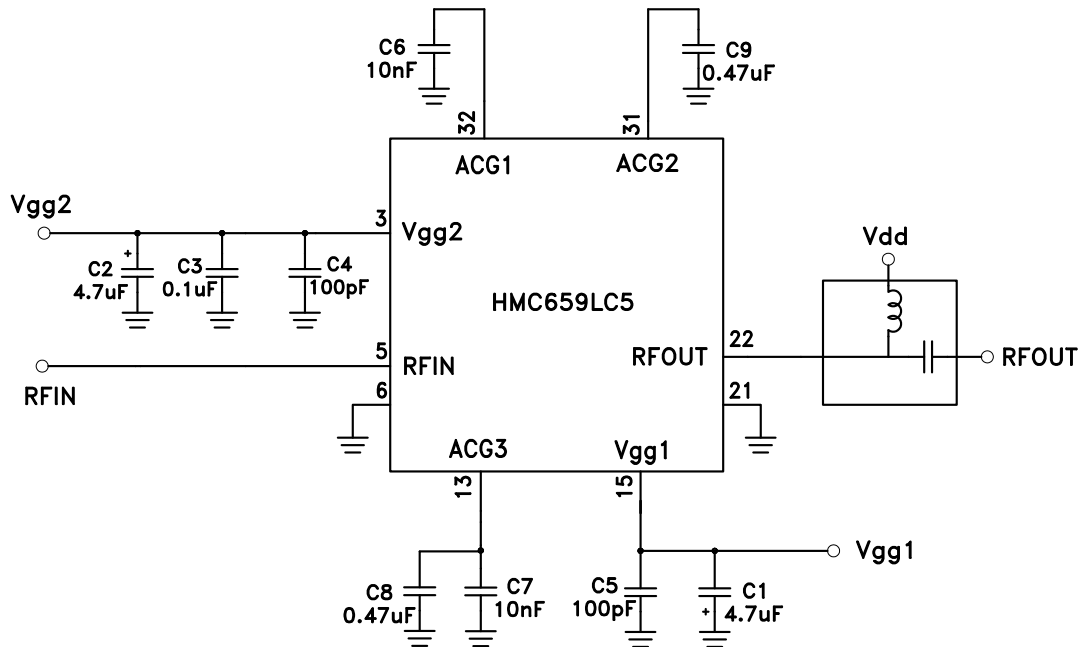 C6
10nF
C9
0.47uF
32
31
ACG1
ACG2
Vgg2
3
Vgg2
C2
4.7uF
+
C3
0.1uF
C4
100pF
Vdd
HMC659LC5
5
RFIN
RFIN
6
RFOUT
22
RFOUT
21
ACG3
Vgg1
13
15
Vgg1
C8
0.47uF
C7
10nF
C5
100pF
C1
4.7uF
+